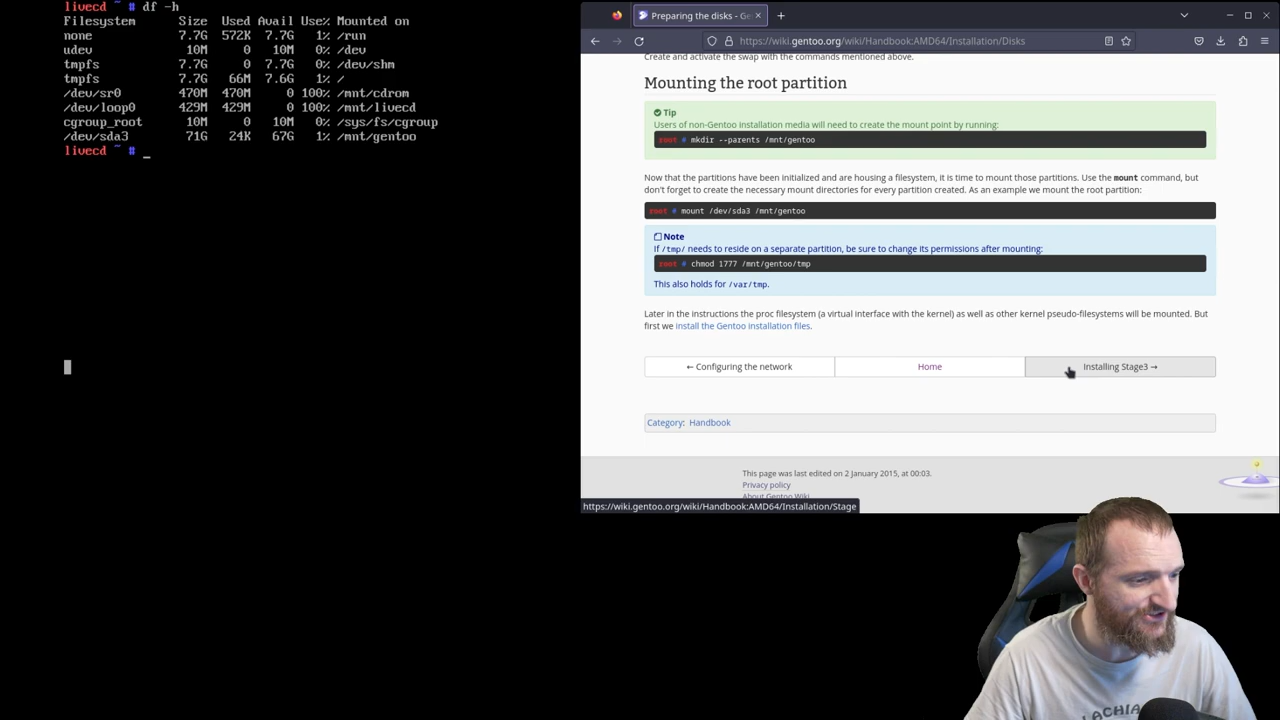 livecd ~ # df -h
Filesystem Size Used Avail Use% Mounted on
none 7.7G 572K 7.7G 1% /run
udev 10M 0 10M 0% /dev
tmpfs 7.7G 0 7.7G 0% /dev/shm
tmpfs 7.7G 66M 7.6G 1% /
/dev/sr0 470M 470M 0 100% /mnt/cdrom
/dev/loop0 429M 429M 0 100% /mnt/livecd
cgroup_root 10M 0 10M 0% /sys/fs/cgroup
/dev/sda3 71G 24K 67G 1% /mnt/gentoo
livecd ~ # _
Preparing the disks - Ge
https://wiki.gentoo.org/wiki/Handbook:AMD64/Installation/Disks
Create and activate the swap with the commands mentioned above.
Mounting the root partition
Tip
Users of non-Gentoo installation media will need to create the mount point by running:
root # mkdir --parents /mnt/gentoo
Now that the partitions have been initialized and are housing a filesystem, it is time to mount those partitions. Use the mount command, but
don't forget to create the necessary mount directories for every partition created. As an example we mount the root partition:
root # mount /dev/sda3 /mnt/gentoo
Note
If /tmp/ needs to reside on a separate partition, be sure to change its permissions after mounting:
root # chmod 1777 /mnt/gentoo/tmp
This also holds for /var/tmp.
Later in the instructions the proc filesystem (a virtual interface with the kernel) as well as other kernel pseudo-filesystems will be mounted. But
first we install the Gentoo installation files.
← Configuring the network Home Installing Stage3 →
Category: Handbook
This page was last edited on 2 January 2015, at 00:03.
Privacy policy
About Gentoo Wiki
https://wiki.gentoo.org/wiki/Handbook:AMD64/Installation/Stage